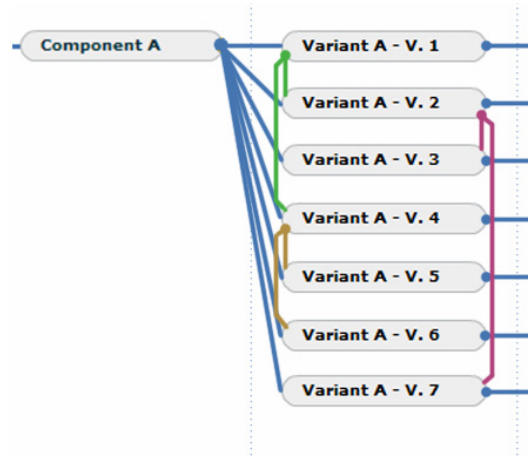 Component A
Variant A - V. 1
Variant A - V. 2
Variant A - V. 3
Variant A - V. 4
Variant A - V. 5
Variant A - V. 6
Variant A - V. 7